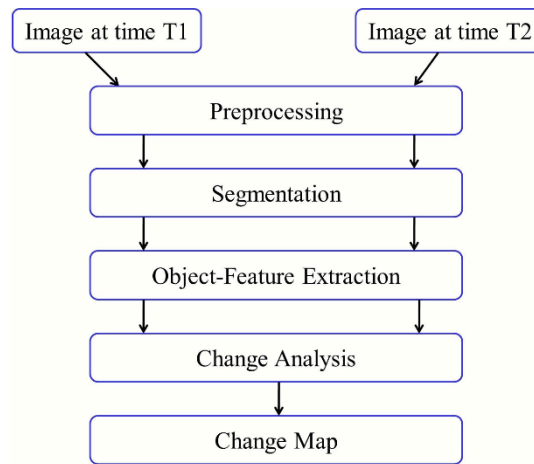 Image at time T1
Image at time T2
Preprocessing
Segmentation
Object-Feature Extraction
Change Analysis
Change Map